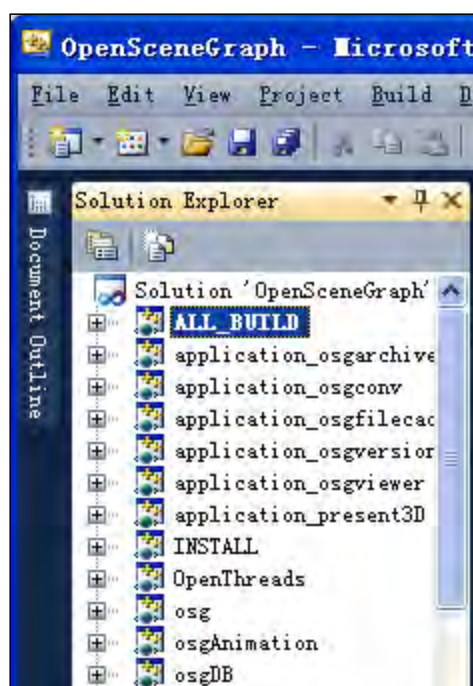 OpenSceneGraph - Microsoft
File Edit View Project Build D
Document Outline
Solution Explorer
Solution 'OpenSceneGraph'
ALL_BUILD
application_osgarchive
application_osgconv
application_osgfilecac
application_osgversion
application_osgviewer
application_present3D
INSTALL
OpenThreads
osg
osgAnimation
osgDB